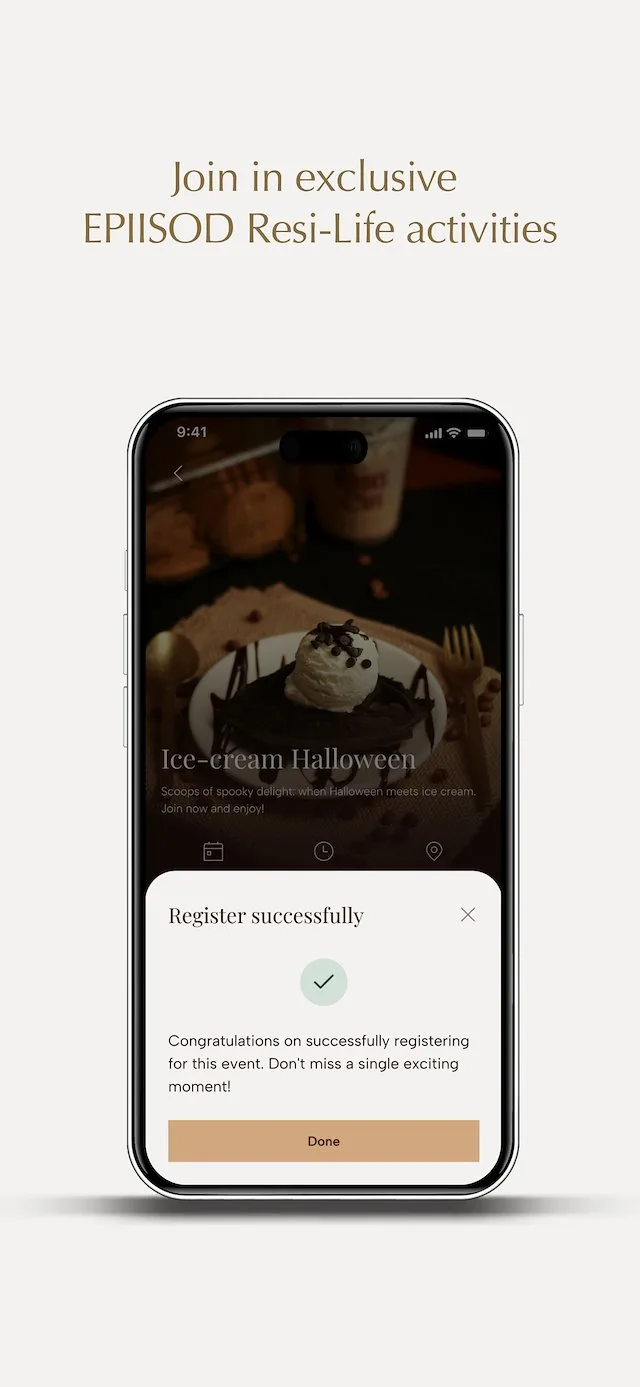 Join in exclusive
EPIISOD Resi-Life activities
9:41
Ice-cream Halloween
Scoops of spooky delight: when Halloween meets ice cream.
Join now and enjoy!
Register successfully
Congratulations on successfully registering
for this event. Don't miss a single exciting
moment!
Done